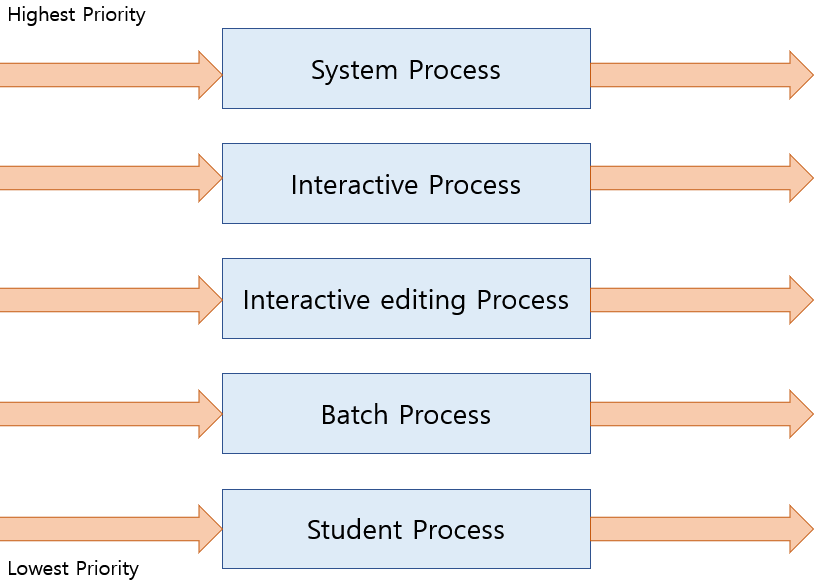 Highest Priority
System Process
Interactive Process
Interactive editing Process
Batch Process
Student Process
Lowest Priority